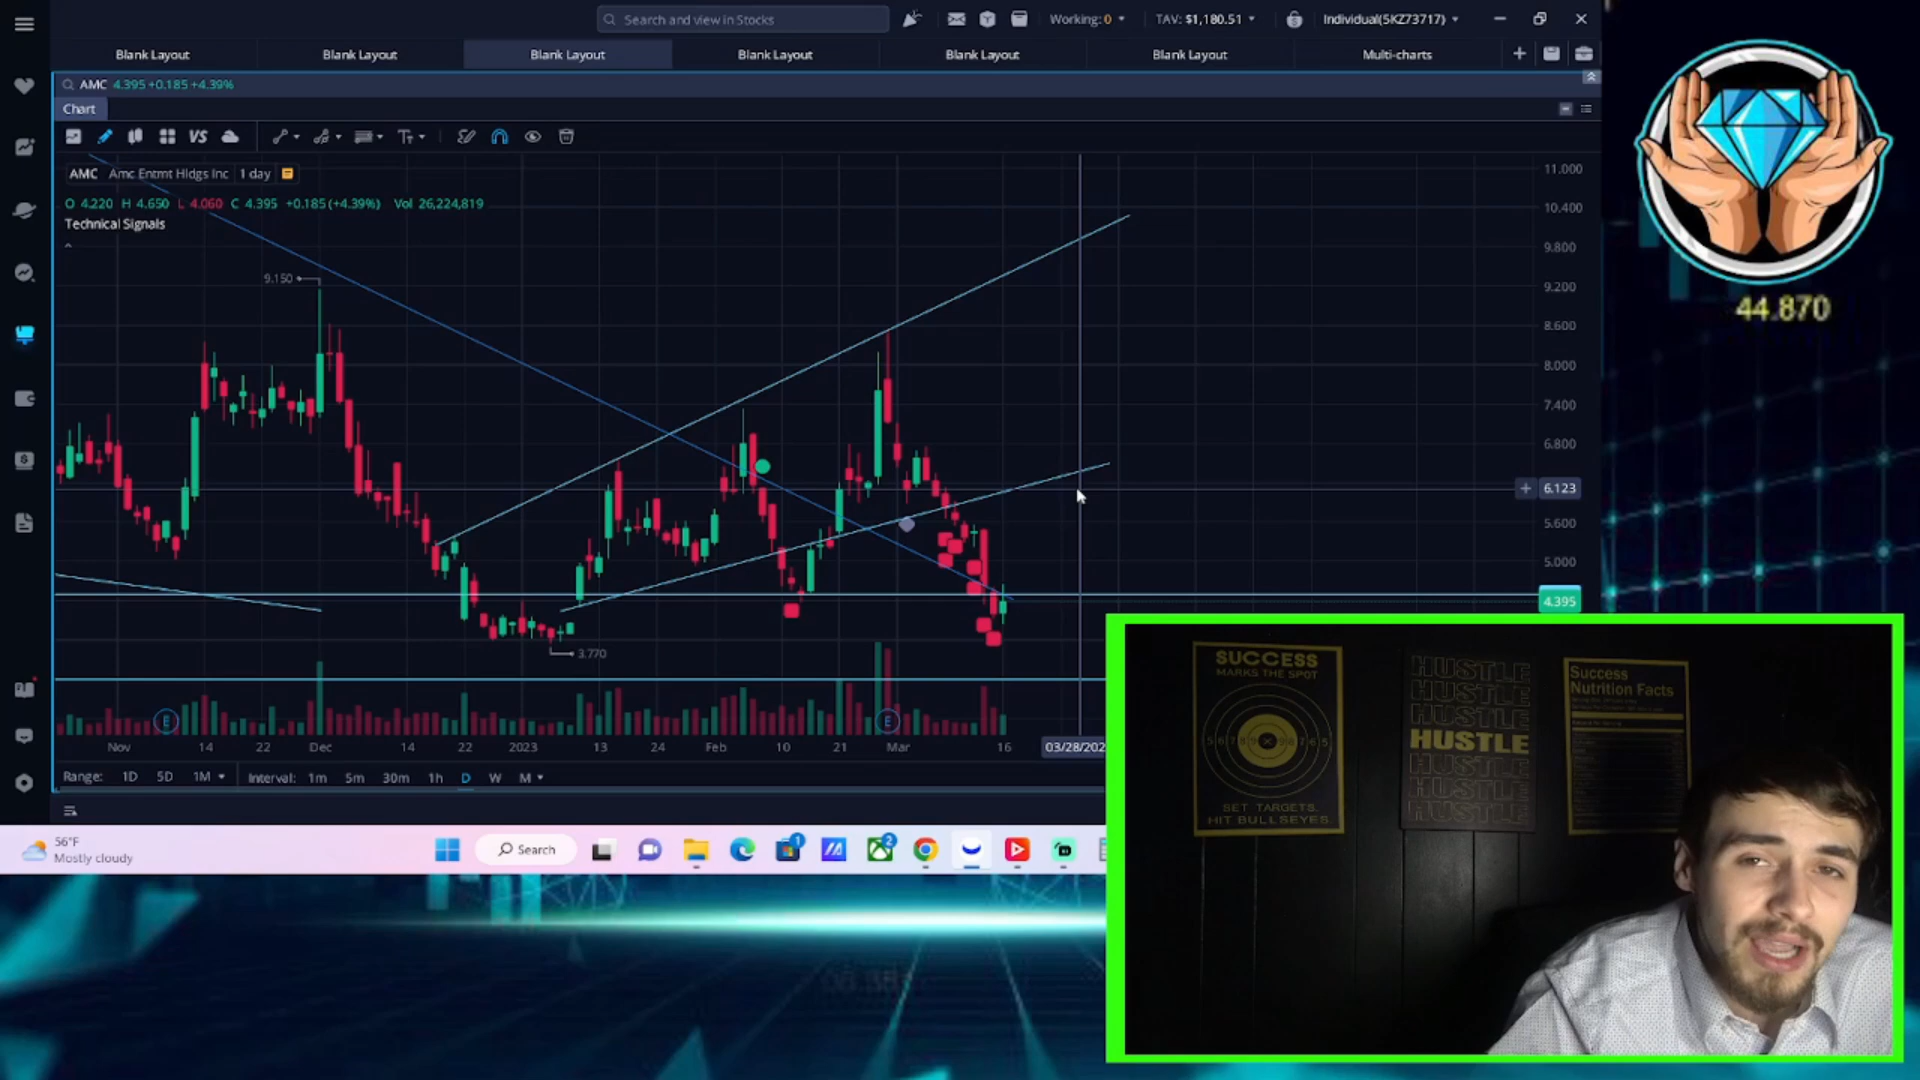 Search and view in Stocks
Working: 0
TAV: $1,180.51
Individual(5KZ73717)
Blank Layout
Blank Layout
Blank Layout
Blank Layout
Blank Layout
Blank Layout
Multi-charts
AMC 4.395 +0.185 +4.39%
Chart
VS
AMC Amc Entmt Hldgs Inc 1 day
O 4.220 H 4.650 L 4.060 C 4.395 +0.185 (+4.39%) Vol 26,224,819
Technical Signals
9.150
3.770
11.000
10.400
9.800
9.200
8.600
8.000
7.400
6.800
6.123
5.600
5.000
4.395
E
E
Nov 14 22 Dec 14 22 2023 13 24 Feb 10 21 Mar 16
03/28/202
Range: 1D 5D 1M
Interval: 1m 5m 30m 1h D W M
44.870
56°F
Mostly cloudy
Search
1
2
SUCCESS
MARKS THE SPOT
SET TARGETS.
HIT BULLSEYES.
HUSTLE
HUSTLE
HUSTLE
HUSTLE
HUSTLE
HUSTLE
HUSTLE
HUSTLE
Success
Nutrition Facts